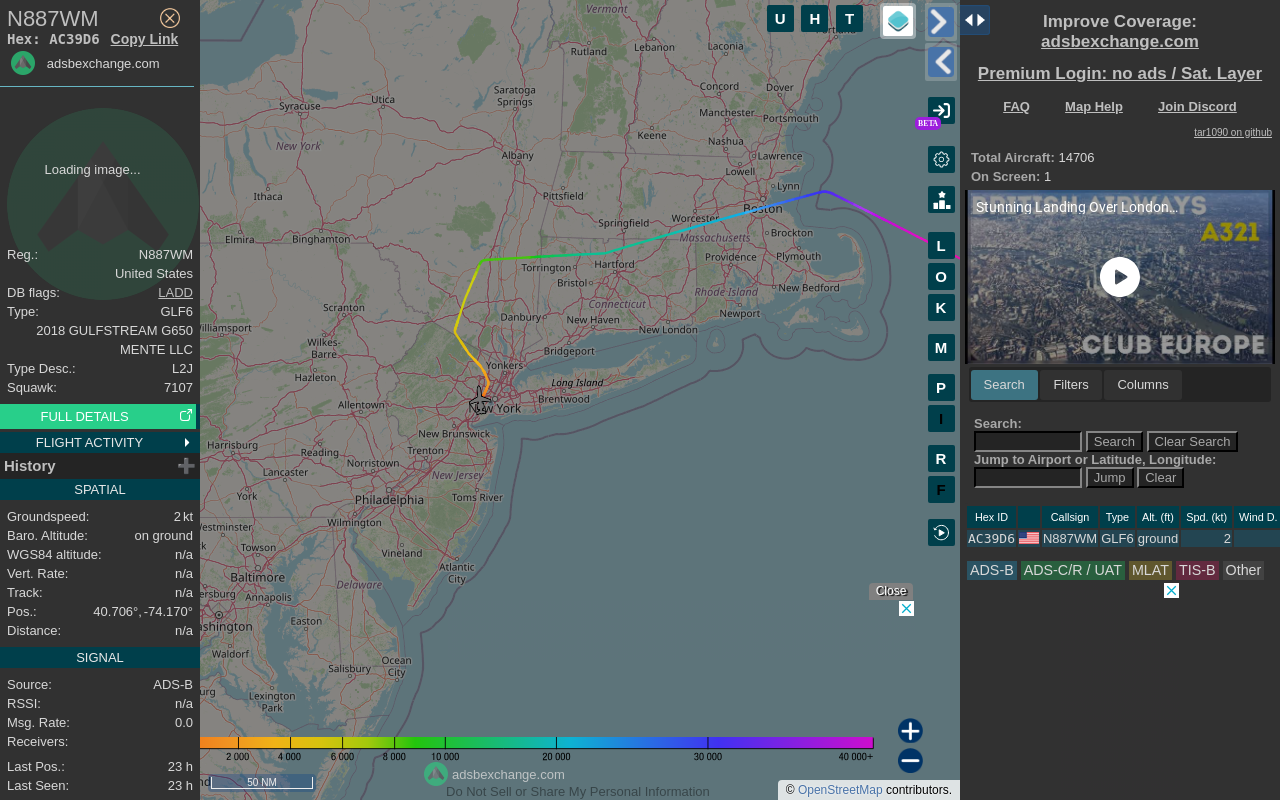 N887WM
Hex: AC39D6 Copy Link
adsbexchange.com
Loading image...
Reg.: N887WM
United States
DB flags: LADD
Type: GLF6
2018 GULFSTREAM G650
MENTE LLC
Type Desc.: L2J
Squawk: 7107
FULL DETAILS
FLIGHT ACTIVITY
History
SPATIAL
Groundspeed: 2 kt
Baro. Altitude: on ground
WGS84 altitude: n/a
Vert. Rate: n/a
Track: n/a
Pos.: 40.706°, -74.170°
Distance: n/a
SIGNAL
Source: ADS-B
RSSI: n/a
Msg. Rate: 0.0
Receivers:
Last Pos.: 23 h
Last Seen: 23 h
Vermont
Rutland
Lebanon
Laconia
U H T
Syracuse
Utica
Saratoga
Springs
Concord
Dover
Manchester
Portsmouth
New York
Keene
Nashua
Albany
Lawrence
Lowell
Ithaca
Pittsfield
Lynn
Springfield
Worcester
Boston
Elmira
Binghamton
Massachusetts
Brockton
Torrington
Hartford
Providence
Plymouth
Bristol
Rhode Island
New Bedford
Scranton
Connecticut
Danbury
New Haven
Newport
New London
Wilkes-
Barre
Bridgeport
Yonkers
Hazleton
Long Island
Brentwood
Allentown
New York
New Brunswick
Harrisburg
Reading
Trenton
Norristown
Lancaster
New Jersey
York
Philadelphia
Toms River
Wilmington
Towson
Vineland
Atlantic
City
Baltimore
Delaware
Annapolis
Easton
Waldorf
Ocean
City
Salisbury
Lexington
Park
BETA
L
O
K
M
P
I
R
F
Close
2 000 4 000 6 000 8 000 10 000 20 000 30 000 40 000+
50 NM
adsbexchange.com
Do Not Sell or Share My Personal Information
© OpenStreetMap contributors.
Improve Coverage:
adsbexchange.com
Premium Login: no ads / Sat. Layer
FAQ Map Help Join Discord
tar1090 on github
Total Aircraft: 14706
On Screen: 1
Stunning Landing Over London...
A321
CLUB EUROPE
Search Filters Columns
Search:
Search Clear Search
Jump to Airport or Latitude, Longitude:
Jump Clear
Hex ID Callsign Type Alt. (ft) Spd. (kt) Wind D.
AC39D6 N887WM GLF6 ground 2
ADS-B ADS-C/R / UAT MLAT TIS-B Other